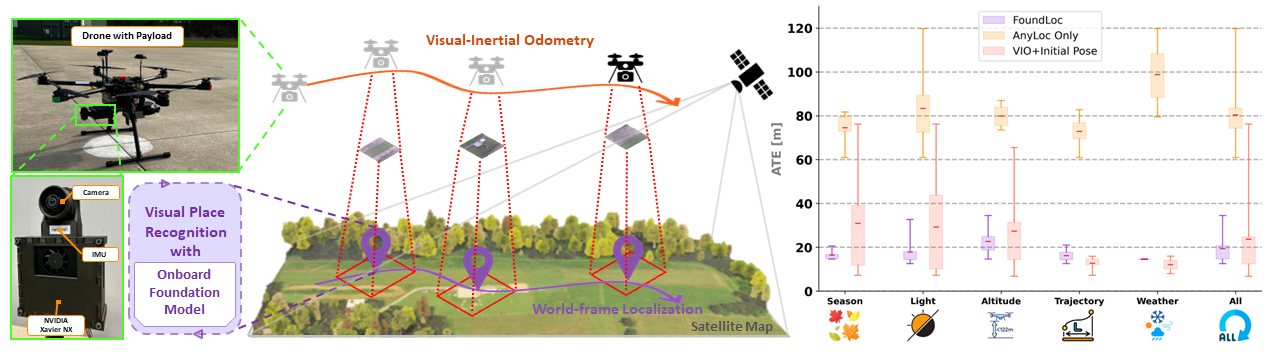 Drone with Payload
Camera
IMU
NVIDIA
Xavier NX
Visual Place
Recognition
with
Onboard
Foundation
Model
Visual-Inertial Odometry
World-frame Localization
Satellite Map
FoundLoc
AnyLoc Only
VIO+Initial Pose
ATE [m]
120
100
80
60
40
20
0
Season
Light
Altitude
Trajectory
Weather
All
<122m
L
ALL